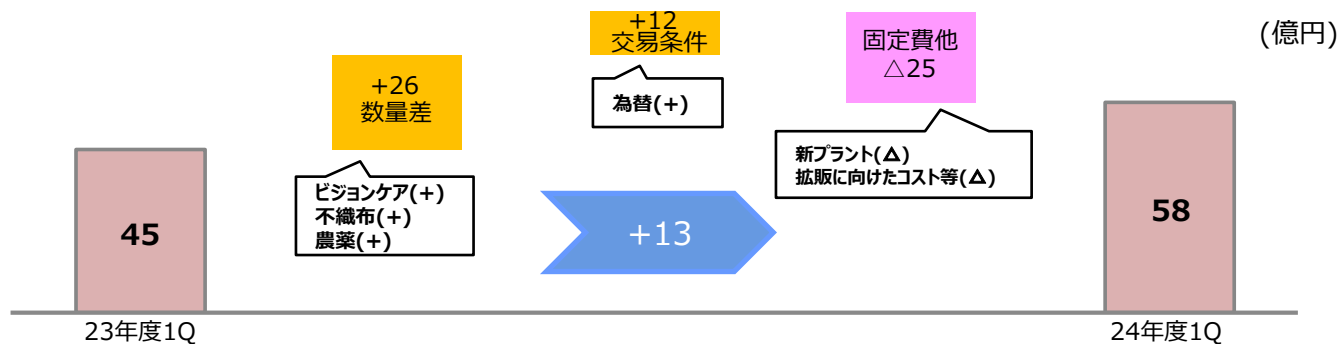 (億円)
45
23年度1Q
+26
数量差
ビジョンケア(+)
不織布(+)
農薬(+)
+12
交易条件
為替(+)
+13
固定費他
△25
新プラント(△)
拡販に向けたコスト等(△)
58
24年度1Q